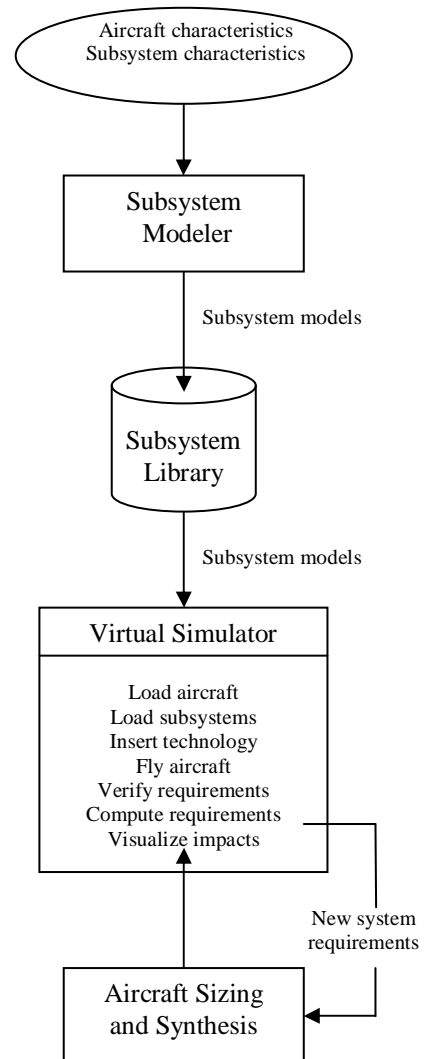 Aircraft characteristics
Subsystem characteristics
Subsystem
Modeler
Subsystem models
Subsystem
Library
Subsystem models
Virtual Simulator
Load aircraft
Load subsystems
Insert technology
Fly aircraft
Verify requirements
Compute requirements
Visualize impacts
New system
requirements
Aircraft Sizing
and Synthesis